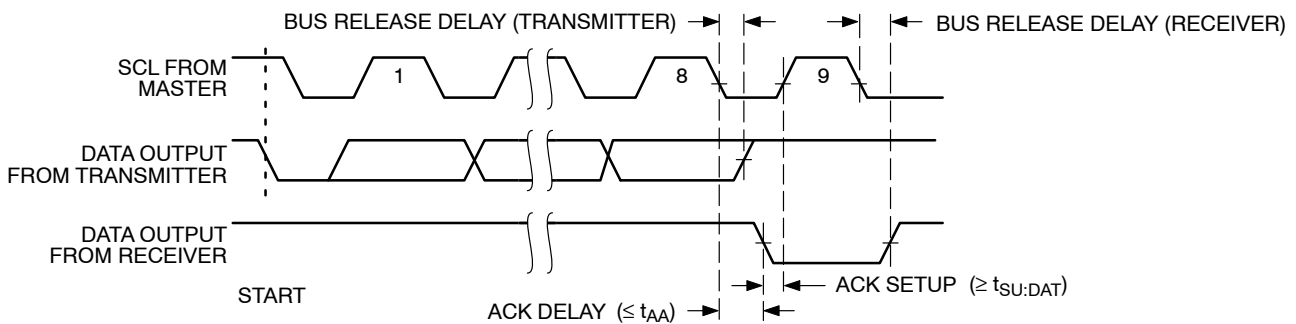 BUS RELEASE DELAY (TRANSMITTER)
BUS RELEASE DELAY (RECEIVER)
SCL FROM
MASTER
1
8
9
DATA OUTPUT
FROM TRANSMITTER
DATA OUTPUT
FROM RECEIVER
START
ACK SETUP (≥ tSU:DAT)
ACK DELAY (≤ tAA)